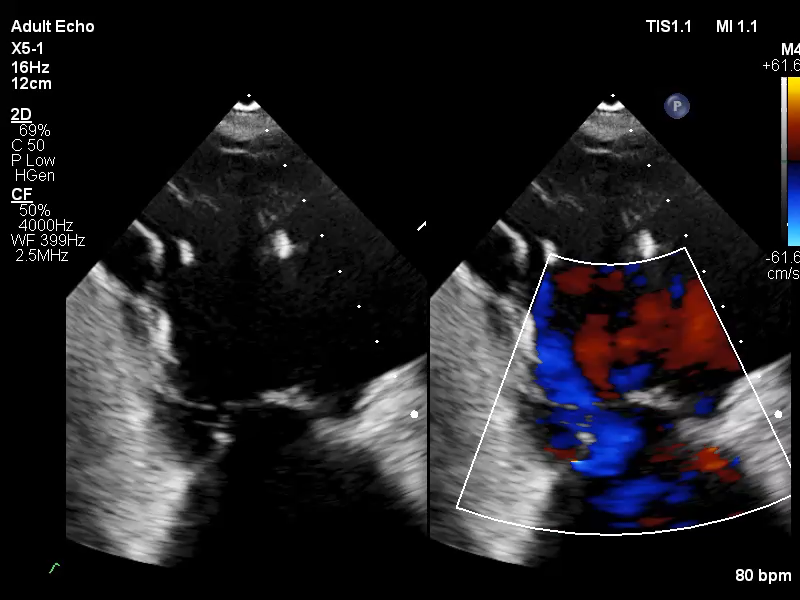 Adult Echo
TIS1.1 MI 1.1
X5-1
16Hz
12cm
M4
+61.6
2D
69%
C 50
P Low
HGen
CF
50%
4000Hz
WF 399Hz
2.5MHz
P
-61.6
cm/s
80 bpm